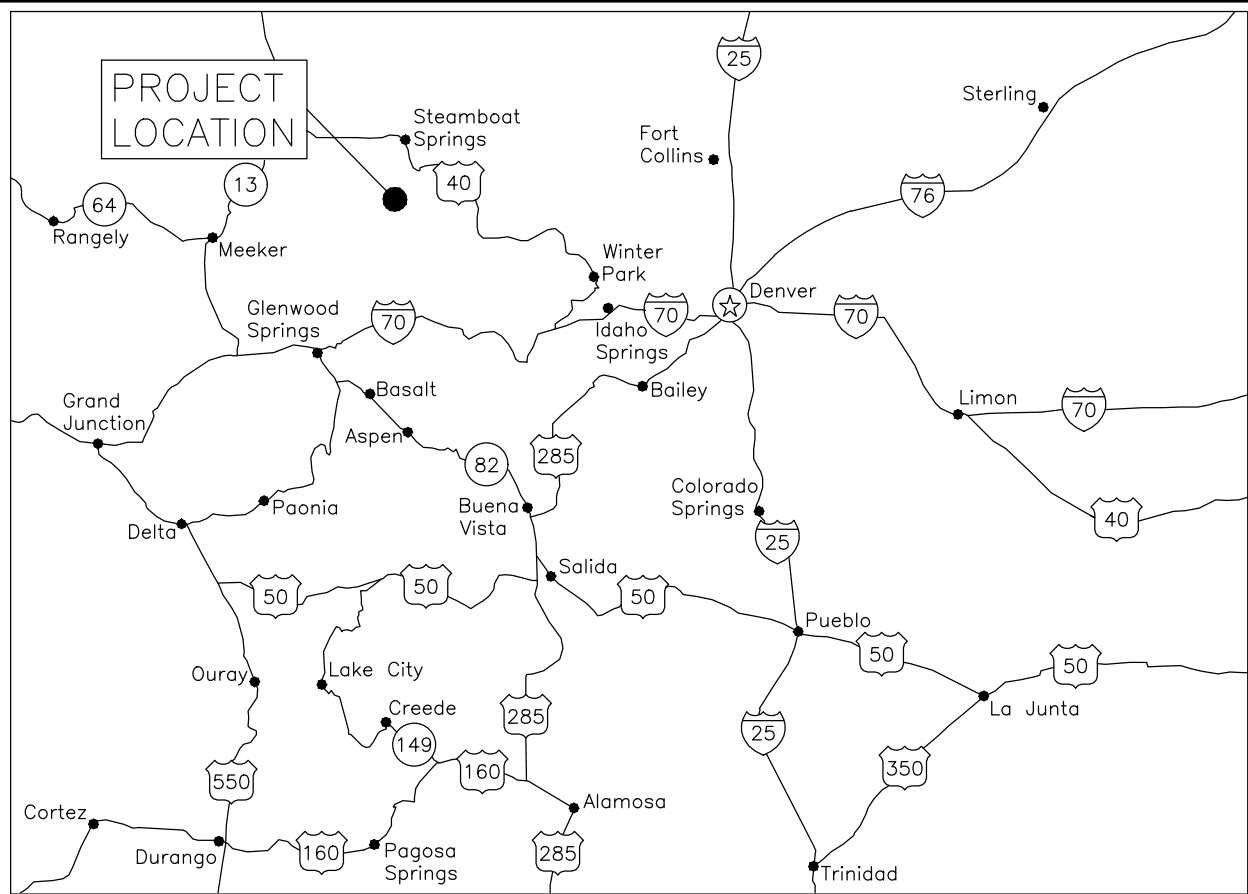 25
PROJECT
LOCATION
Sterling
Steamboat
Springs
Fort
Collins
13
40
76
64
Rangely
Meeker
Winter
Park
Denver
Glenwood
Springs
70
70
70
Idaho
Springs
Basalt
Bailey
Grand
Junction
Limon
70
Aspen
285
82
Paonia
Buena
Vista
Colorado
Springs
Delta
40
25
Salida
50
50
50
Pueblo
50
Ouray
Lake City
50
Creede
285
La Junta
149
25
550
160
350
Cortez
Alamosa
Durango
160
Pagosa
Springs
285
Trinidad